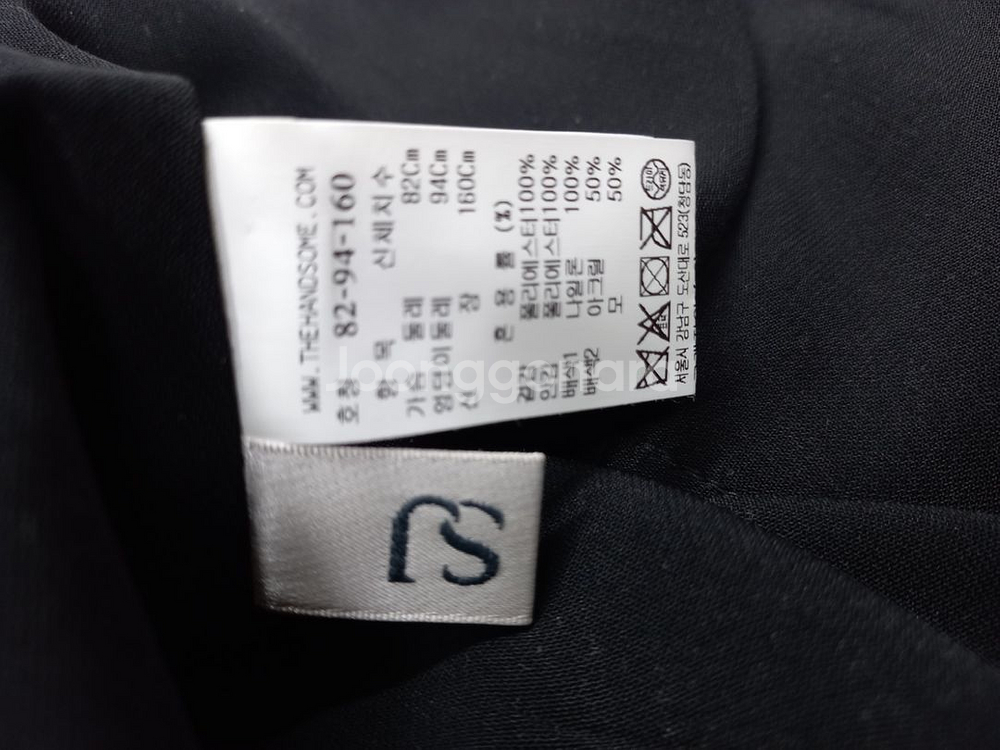 WWW.THEHANDSOME.COM
호칭 82-94-160
항 목 신체치수
가슴 둘레 82Cm
엉덩이둘레 94Cm
신 장 160Cm
혼 용 률 (%)
겉감 폴리에스터100%
안감 폴리에스터100%
배색1 나일론 100%
배색2 아크릴 50%
모 50%
서울시 강남구 도산대로 523(청담동)
rS
Joonggonara